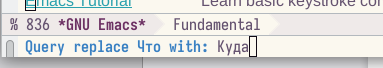 Emacs Tutorial Learn basic keystroke co
% 836 *GNU Emacs* Fundamental
Query replace Что with: Куда